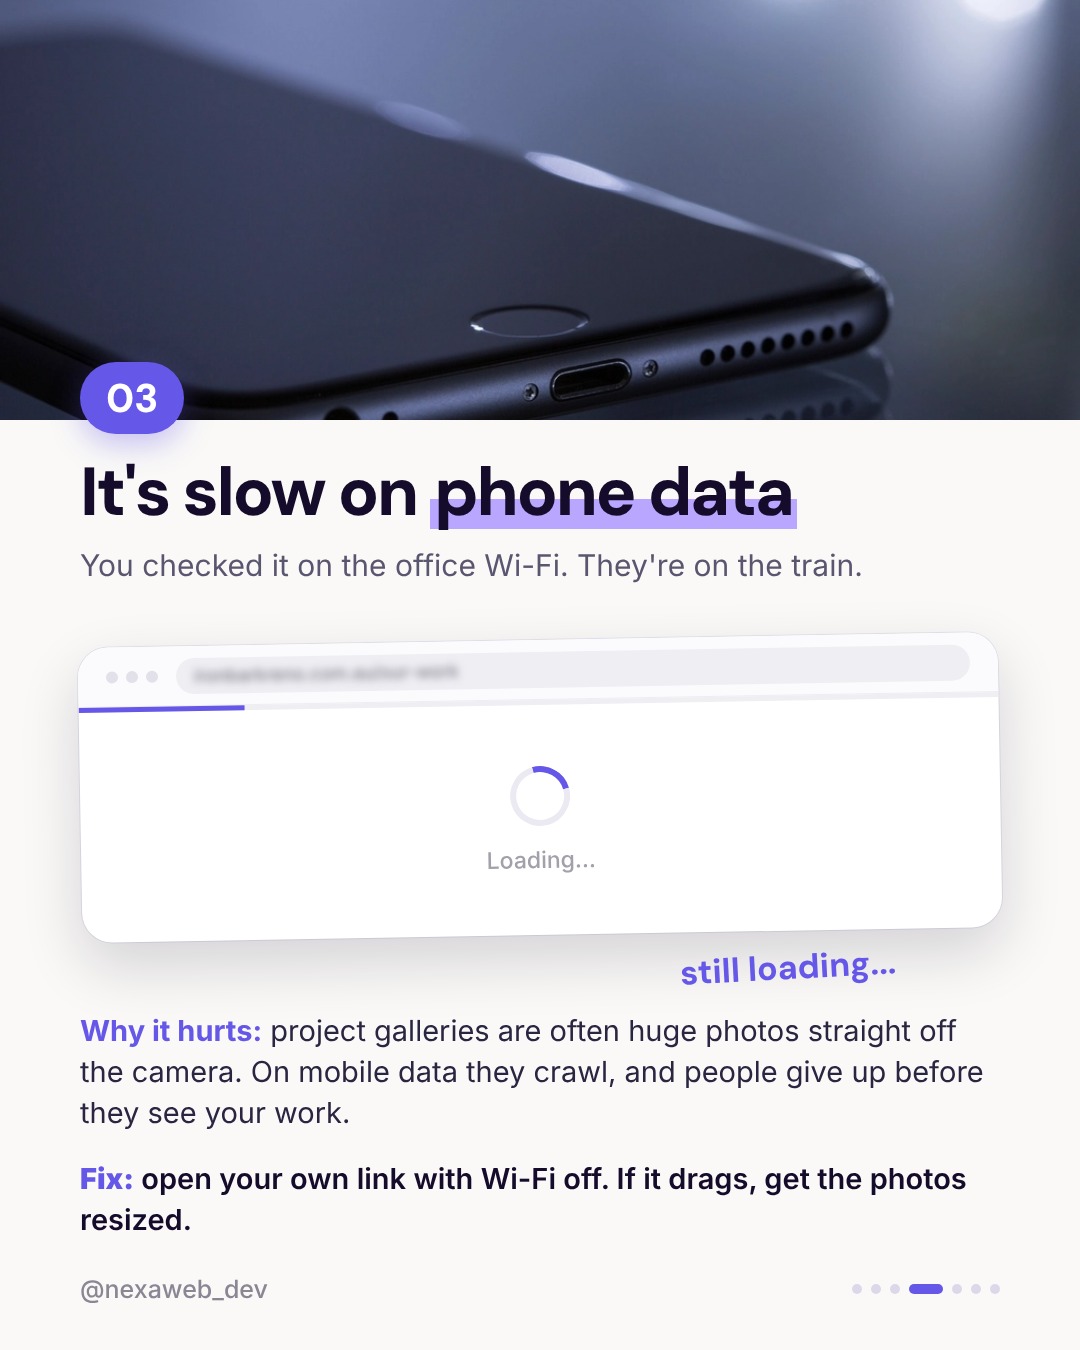 03
It's slow on phone data
You checked it on the office Wi-Fi. They're on the train.
Loading...
still loading...
Why it hurts: project galleries are often huge photos straight off
the camera. On mobile data they crawl, and people give up before
they see your work.
Fix: open your own link with Wi-Fi off. If it drags, get the photos
resized.
@nexaweb_dev